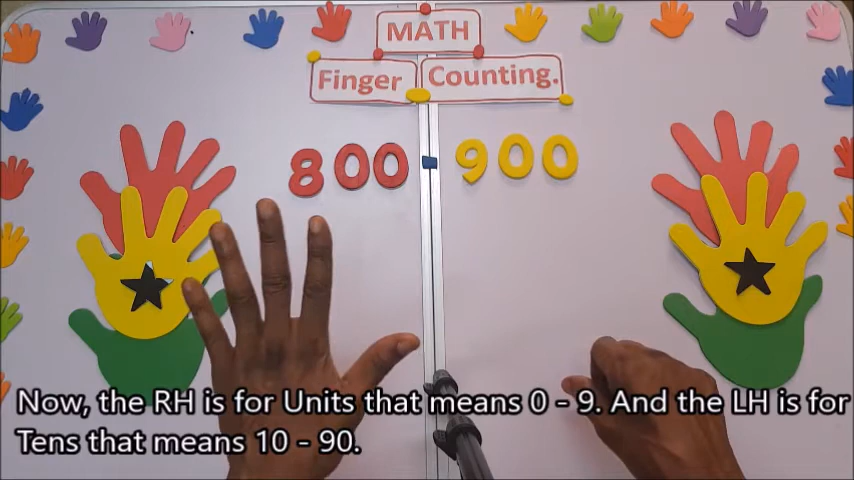 MATH
Finger Counting.
800 - 900
Now, the RH is for Units that means 0 - 9. And the LH is for
Tens that means 10 - 90.